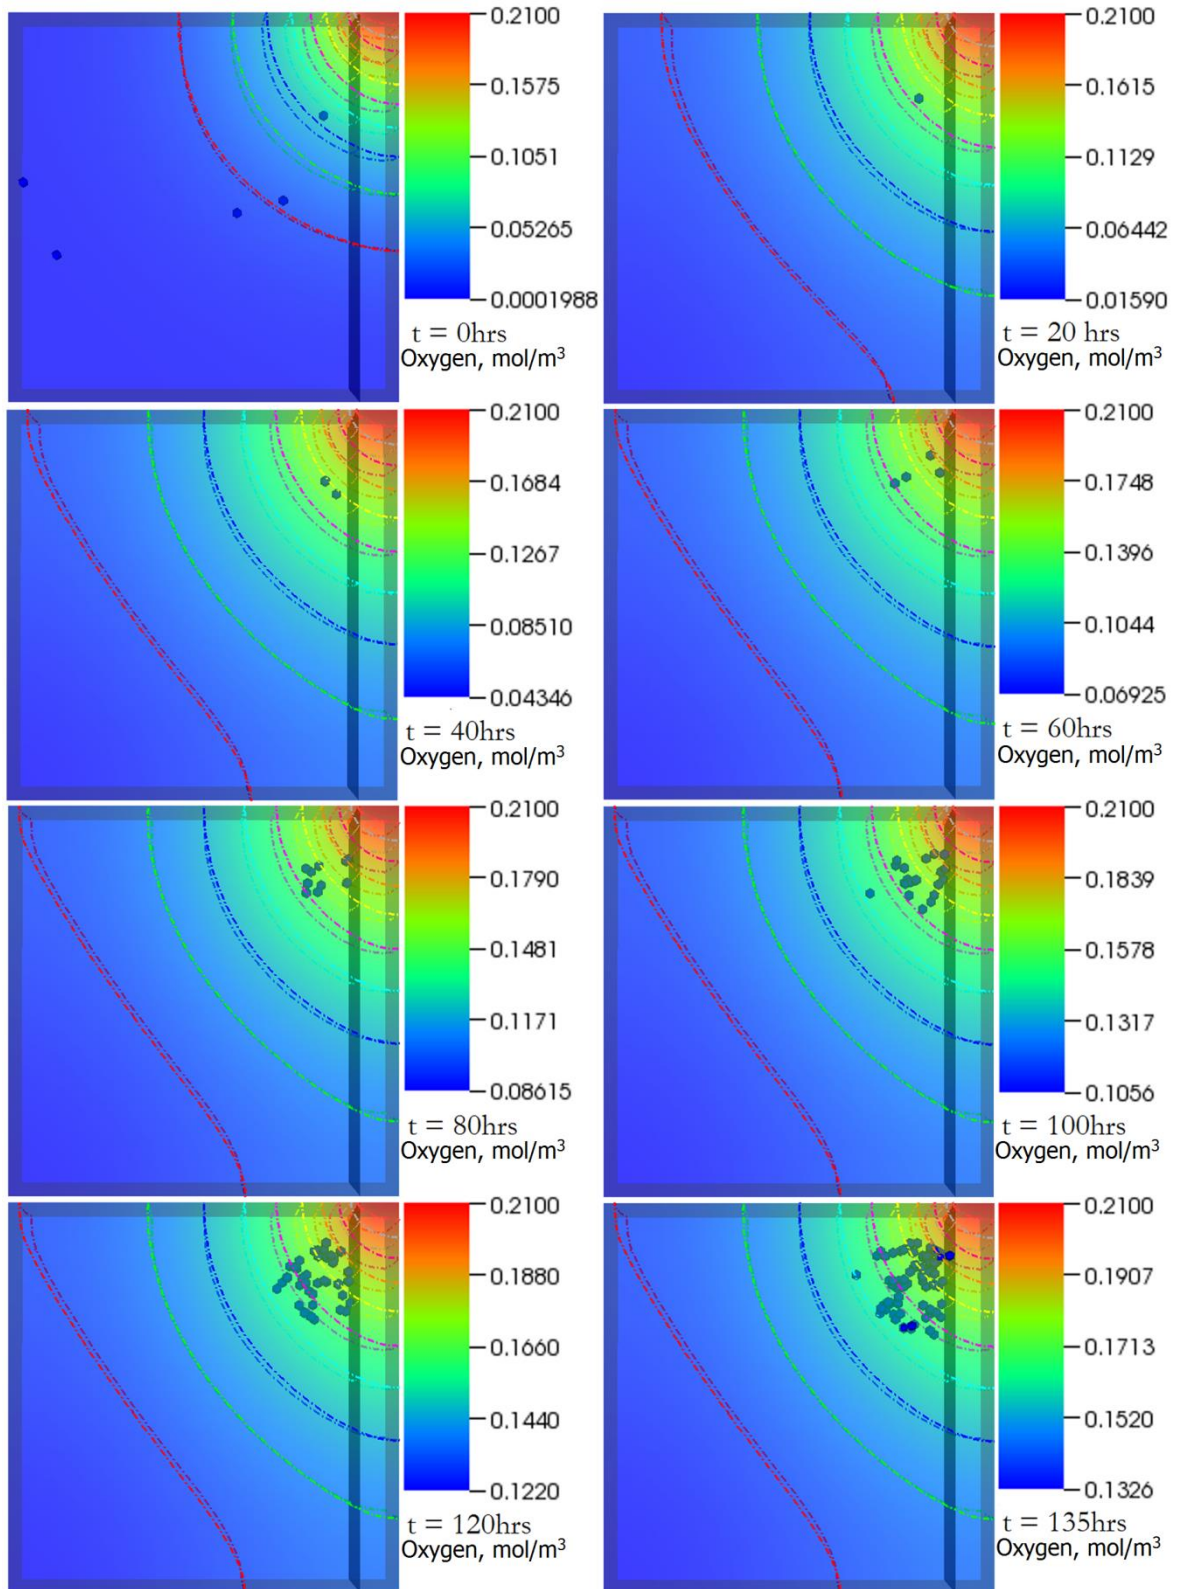 0.2100
0.1575
0.1051
0.05265
0.0001988
t = 0hrs
Oxygen, mol/m³
0.2100
0.1615
0.1129
0.06442
0.01590
t = 20 hrs
Oxygen, mol/m³
0.2100
0.1684
0.1267
0.08510
0.04346
t = 40hrs
Oxygen, mol/m³
0.2100
0.1748
0.1396
0.1044
0.06925
t = 60hrs
Oxygen, mol/m³
0.2100
0.1790
0.1481
0.1171
0.08615
t = 80hrs
Oxygen, mol/m³
0.2100
0.1839
0.1578
0.1317
0.1056
t = 100hrs
Oxygen, mol/m³
0.2100
0.1880
0.1660
0.1440
0.1220
t = 120hrs
Oxygen, mol/m³
0.2100
0.1907
0.1713
0.1520
0.1326
t = 135hrs
Oxygen, mol/m³